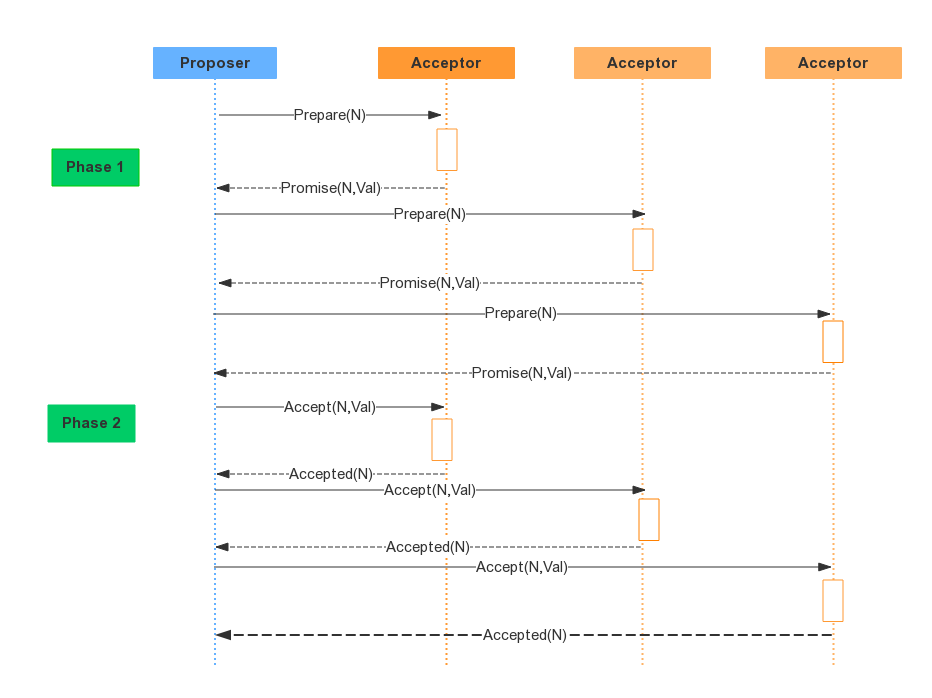 Proposer
Acceptor
Acceptor
Acceptor
Prepare(N)
Phase 1
Promise(N,Val)
Prepare(N)
Promise(N,Val)
Prepare(N)
Promise(N,Val)
Accept(N,Val)
Phase 2
Accepted(N)
Accept(N,Val)
Accepted(N)
Accept(N,Val)
Accepted(N)